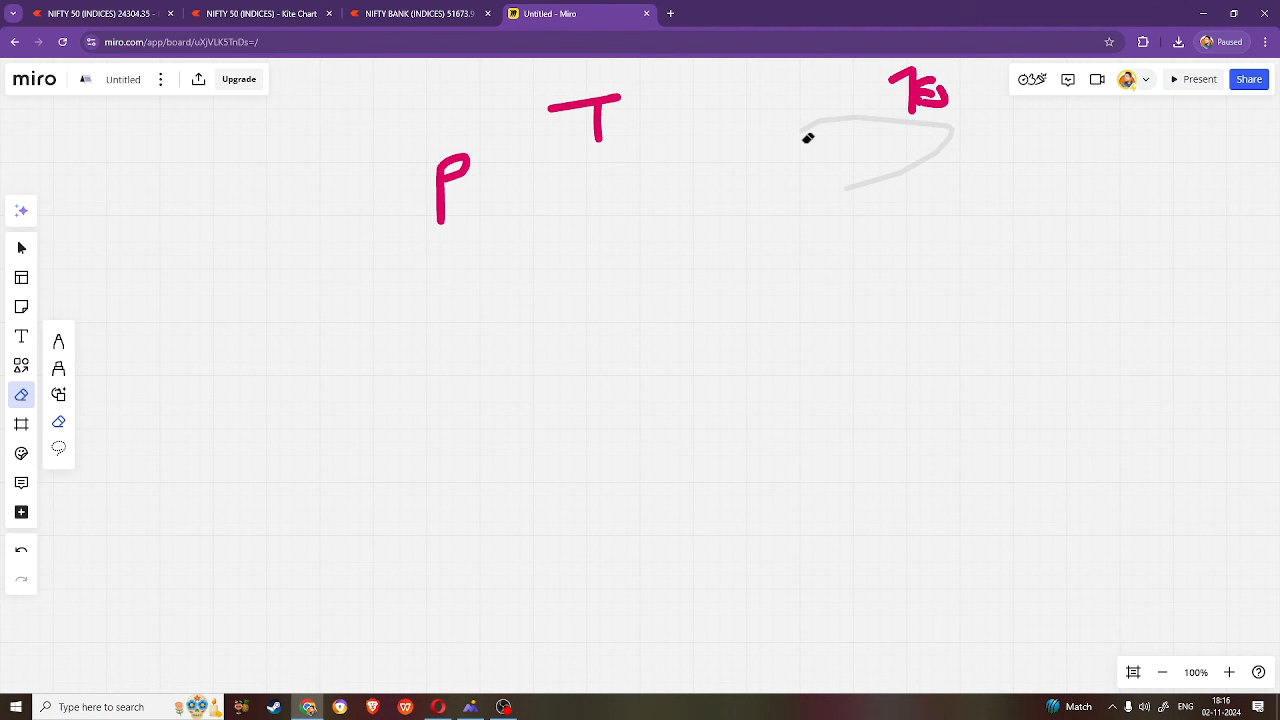 NIFTY 50 (INDICES) 24304.35 -
NIFTY 50 (INDICES) - Kite Chart
NIFTY BANK (INDICES) 51673.9
Untitled - Miro
miro.com/app/board/uXjVLK5TnDs=/
Paused
miro
Untitled
Upgrade
Present
Share
T
P
100%
Type here to search
Match
ENG
18:16
02-11-2024